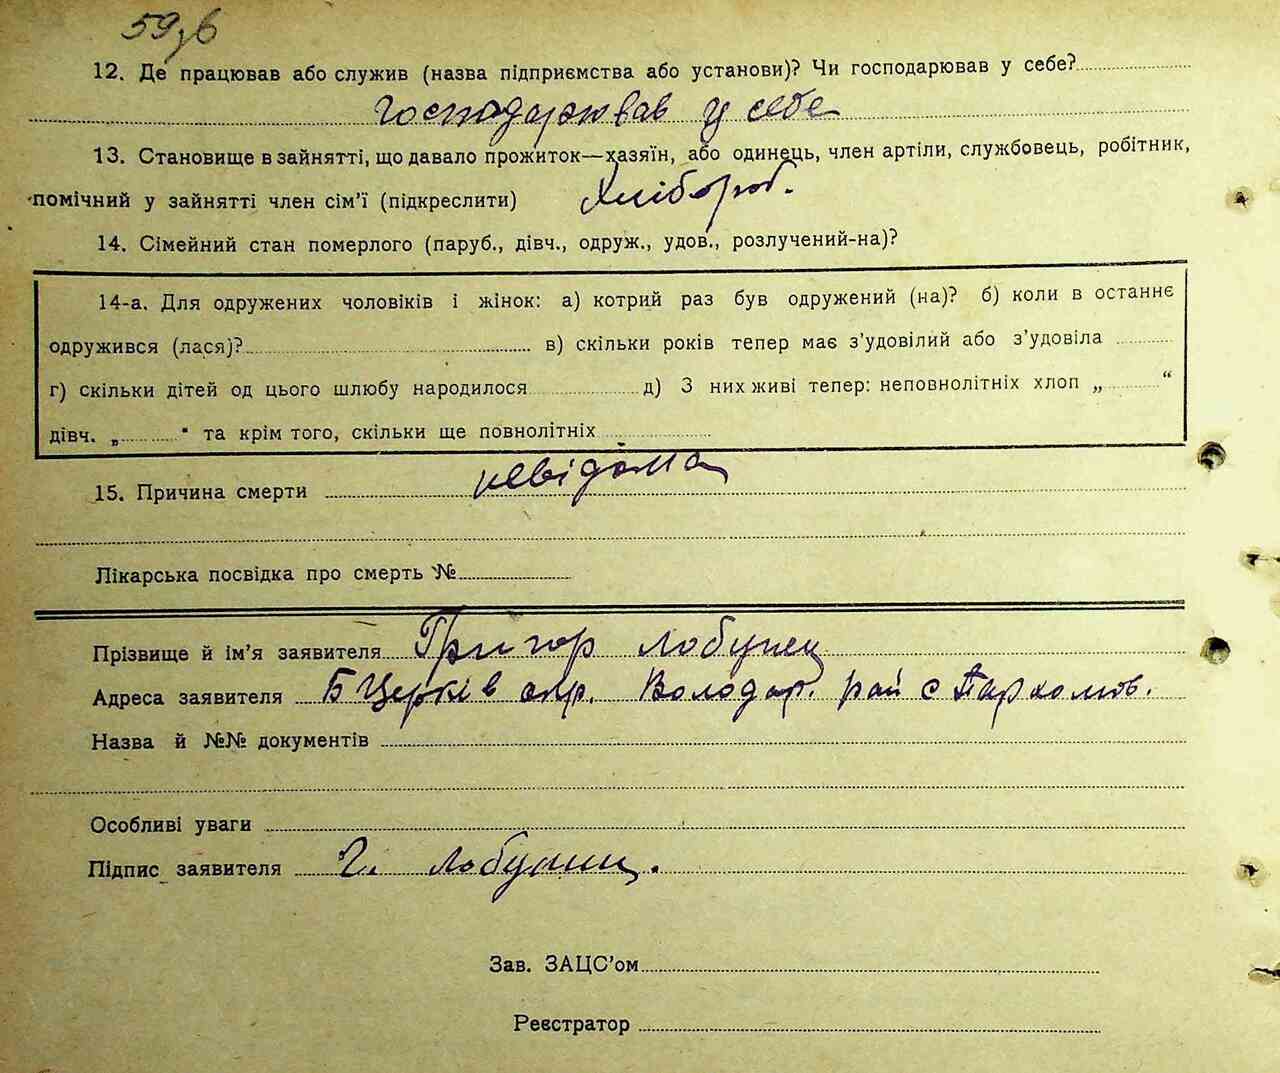 59зв
12. Де працював або служив (назва підприємства або установи)? Чи господарював у себе?
господарював у себе
13. Становище в зайнятті, що давало прожиток—хазяїн, або одинець, член артіли, службовець, робітник,
помічний у зайнятті член сім'ї (підкреслити) хлібороб.
14. Сімейний стан померлого (паруб., дівч., одруж., удов., розлучений-на)?
14-а. Для одружених чоловіків і жінок: а) котрий раз був одружений (на)? б) коли в останнє
одружився (лася)? в) скільки років тепер має з'удовілий або з'удовіла
г) скільки дітей од цього шлюбу народилося д) З них живі тепер: неповнолітніх хлоп „ “
дівч. „ “ та крім того, скільки ще повнолітніх
15. Причина смерти невідома
Лікарська посвідка про смерть №
Прізвище й ім'я заявителя Григор Лобунец
Адреса заявителя Б Церків окр. Володар. рай с Пархомов.
Назва й №№ документів
Особливі уваги
Підпис заявителя Г. Лобунец.
Зав. ЗАЦС'ом
Реєстратор